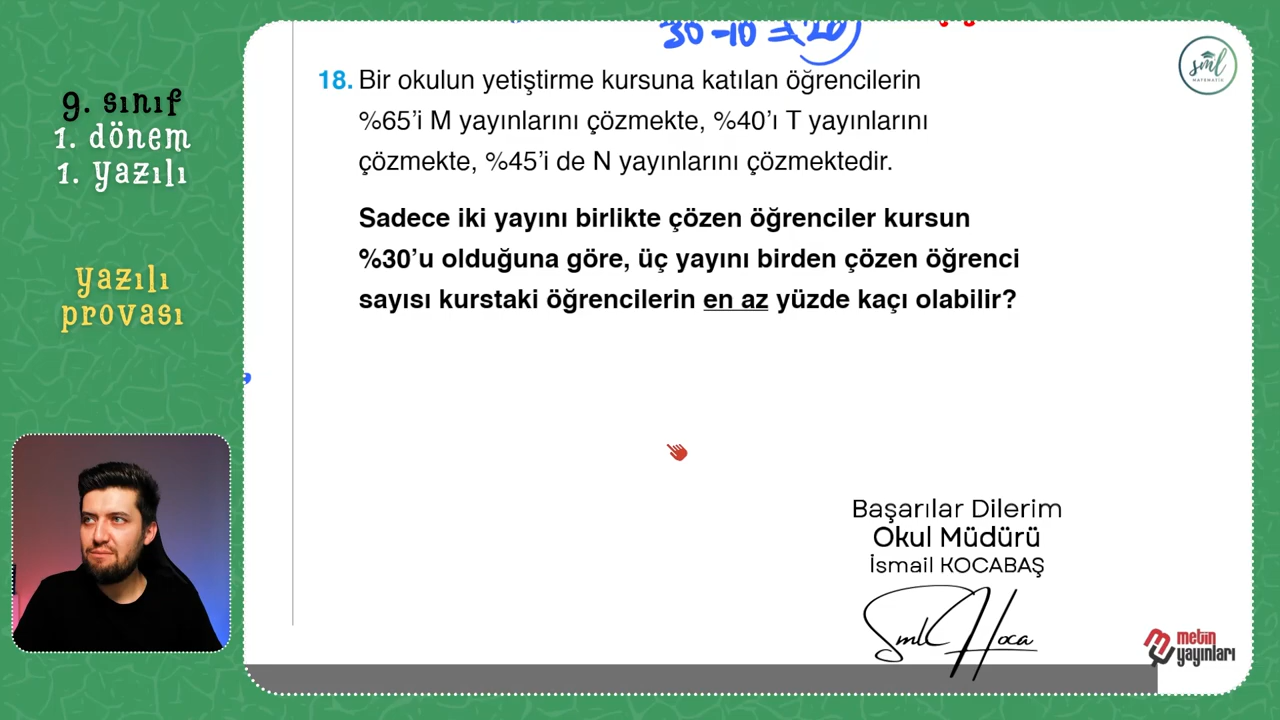 9. sınıf
1. dönem
1. yazılı
yazılı
provası
30 - 10 = 20
sml
MATEMATİK
18. Bir okulun yetiştirme kursuna katılan öğrencilerin
%65’i M yayınlarını çözmekte, %40’ı T yayınlarını
çözmekte, %45’i de N yayınlarını çözmektedir.
Sadece iki yayını birlikte çözen öğrenciler kursun
%30’u olduğuna göre, üç yayını birden çözen öğrenci
sayısı kurstaki öğrencilerin en az yüzde kaçı olabilir?
Başarılar Dilerim
Okul Müdürü
İsmail KOCABAŞ
Sml Hoca
metin
yayınları